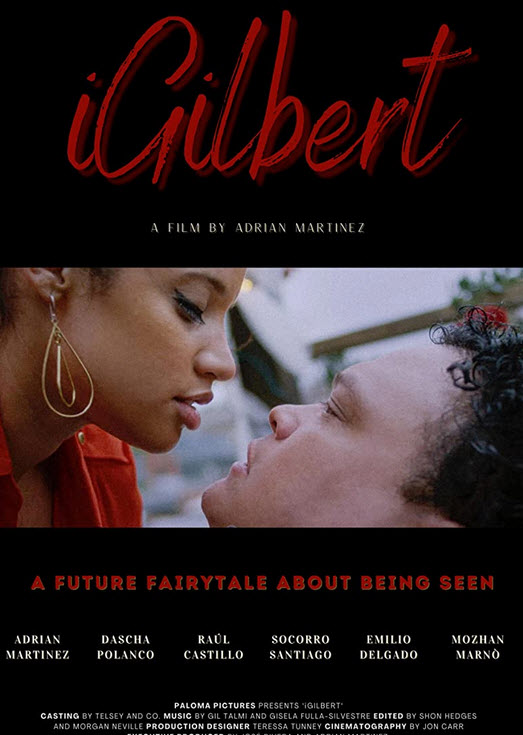 iGilbert
A FILM BY ADRIAN MARTINEZ
A FUTURE FAIRYTALE ABOUT BEING SEEN
ADRIAN MARTINEZ
DASCHA POLANCO
RAÚL CASTILLO
SOCORRO SANTIAGO
EMILIO DELGADO
MOZHAN MARNÒ
PALOMA PICTURES PRESENTS 'iGILBERT'
CASTING BY TELSEY AND CO. MUSIC BY GIL TALMI AND GISELA FULLA-SILVESTRE EDITED BY SHON HEDGES
AND MORGAN NEVILLE PRODUCTION DESIGNER TERESSA TUNNEY CINEMATOGRAPHY BY JON CARR